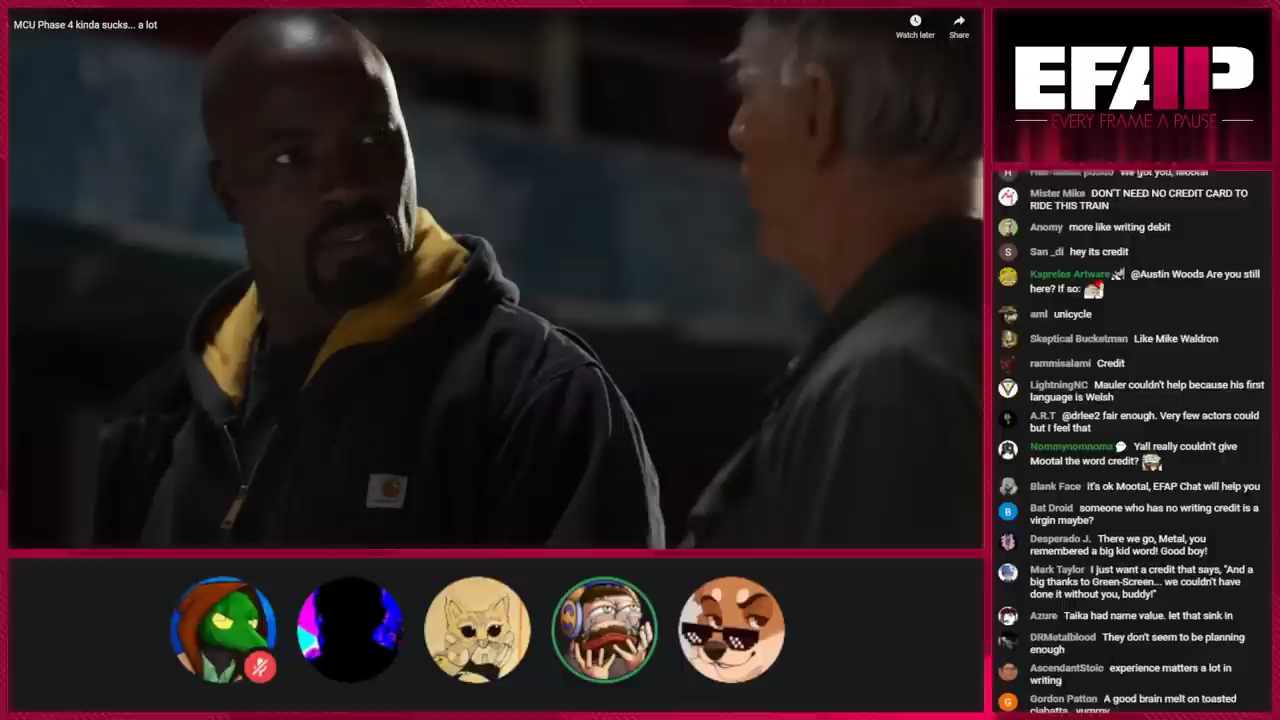 MCU Phase 4 kinda sucks... a lot
Watch later
Share
EFAP
EVERY FRAME A PAUSE
We got you, Mootal
Mister Mike DON'T NEED NO CREDIT CARD TO
RIDE THIS TRAIN
Anomy more like writing debit
San _di hey its credit
Kapreles Artware @Austin Woods Are you still
here? If so:
aml unicycle
Skeptical Bucketman Like Mike Waldron
rammisalami Credit
LightningNC Mauler couldn't help because his first
language is Welsh
A.R.T @drlee2 fair enough. Very few actors could
but I feel that
Nommynomnomz Yall really couldn't give
Mootal the word credit?
Blank Face it's ok Mootal, EFAP Chat will help you
Bat Droid someone who has no writing credit is a
virgin maybe?
Desperado J. There we go, Metal, you
remembered a big kid word! Good boy!
Mark Taylor I just want a credit that says, "And a
big thanks to Green-Screen... we couldn't have
done it without you, buddy!"
Azure Taika had name value. let that sink in
DRMetalblood They don't seem to be planning
enough
AscendantStoic experience matters a lot in
writing
Gordon Patton A good brain melt on toasted
ciabatta.. yummy